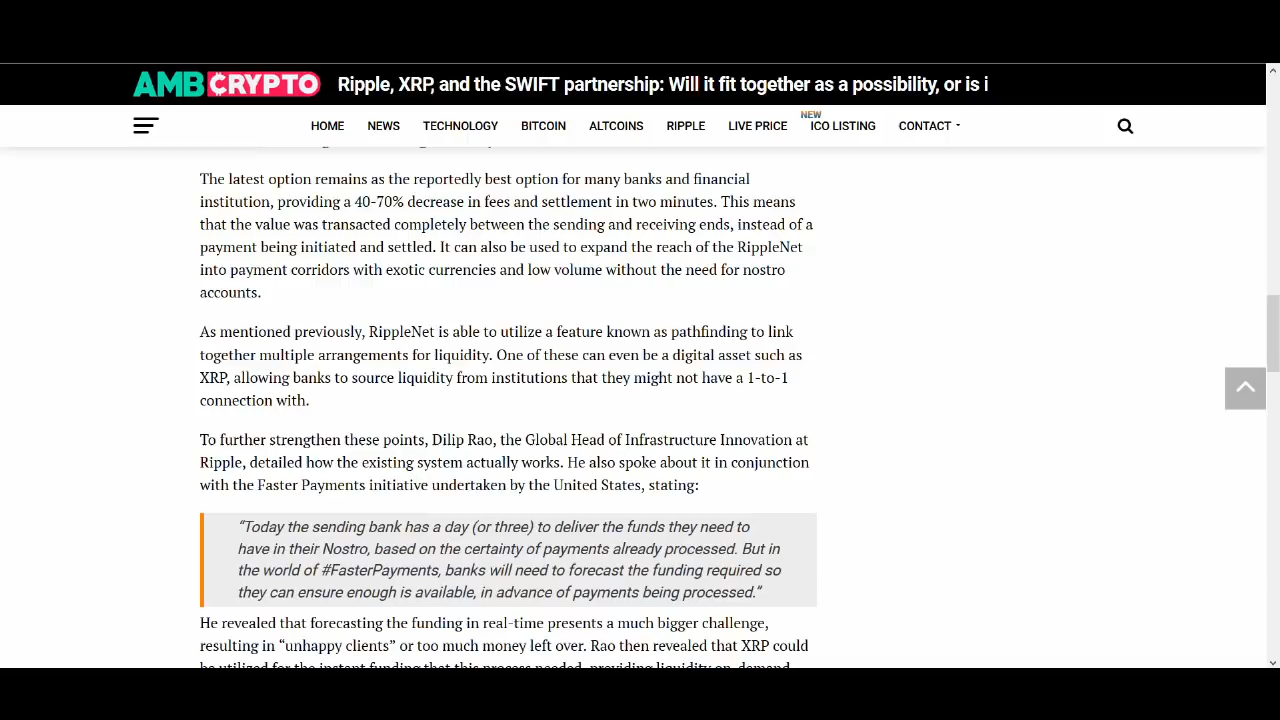 AMBCRYPTO
Ripple, XRP, and the SWIFT partnership: Will it fit together as a possibility, or is i
HOME NEWS TECHNOLOGY BITCOIN ALTCOINS RIPPLE LIVE PRICE NEW ICO LISTING CONTACT
The latest option remains as the reportedly best option for many banks and financial
institution, providing a 40-70% decrease in fees and settlement in two minutes. This means
that the value was transacted completely between the sending and receiving ends, instead of a
payment being initiated and settled. It can also be used to expand the reach of the RippleNet
into payment corridors with exotic currencies and low volume without the need for nostro
accounts.
As mentioned previously, RippleNet is able to utilize a feature known as pathfinding to link
together multiple arrangements for liquidity. One of these can even be a digital asset such as
XRP, allowing banks to source liquidity from institutions that they might not have a 1-to-1
connection with.
To further strengthen these points, Dilip Rao, the Global Head of Infrastructure Innovation at
Ripple, detailed how the existing system actually works. He also spoke about it in conjunction
with the Faster Payments initiative undertaken by the United States, stating:
“Today the sending bank has a day (or three) to deliver the funds they need to
have in their Nostro, based on the certainty of payments already processed. But in
the world of #FasterPayments, banks will need to forecast the funding required so
they can ensure enough is available, in advance of payments being processed.”
He revealed that forecasting the funding in real-time presents a much bigger challenge,
resulting in “unhappy clients” or too much money left over. Rao then revealed that XRP could
be utilized for the instant funding that this process needed, providing liquidity on-demand